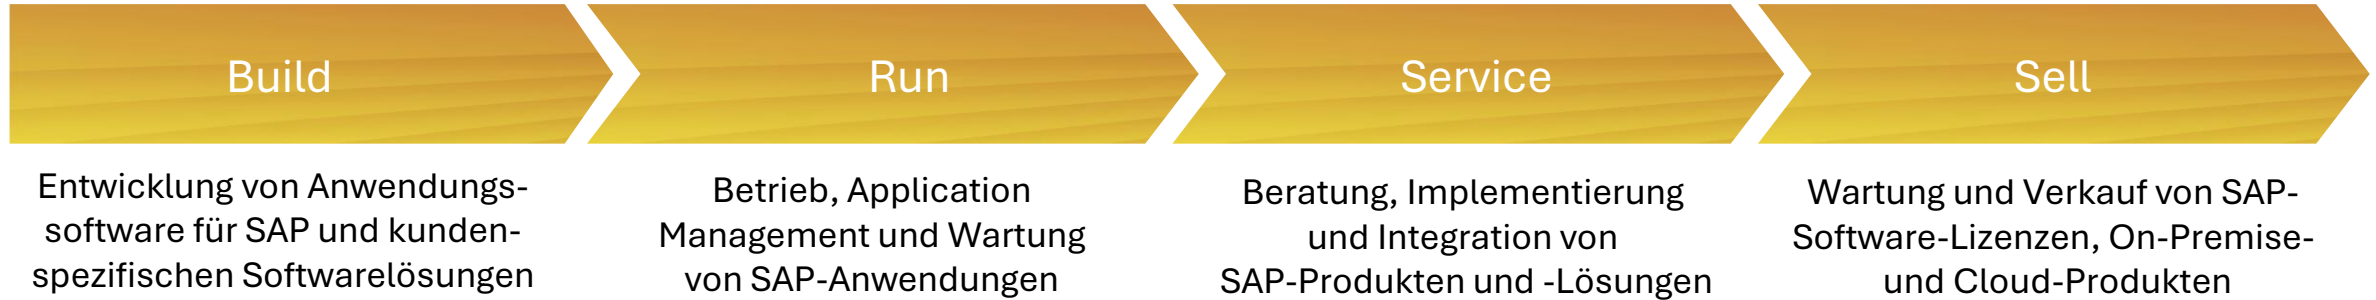 Build
Entwicklung von Anwendungs-
software für SAP und kunden-
spezifischen Softwarelösungen
Run
Betrieb, Application
Management und Wartung
von SAP-Anwendungen
Service
Beratung, Implementierung
und Integration von
SAP-Produkten und -Lösungen
Sell
Wartung und Verkauf von SAP-
Software-Lizenzen, On-Premise-
und Cloud-Produkten